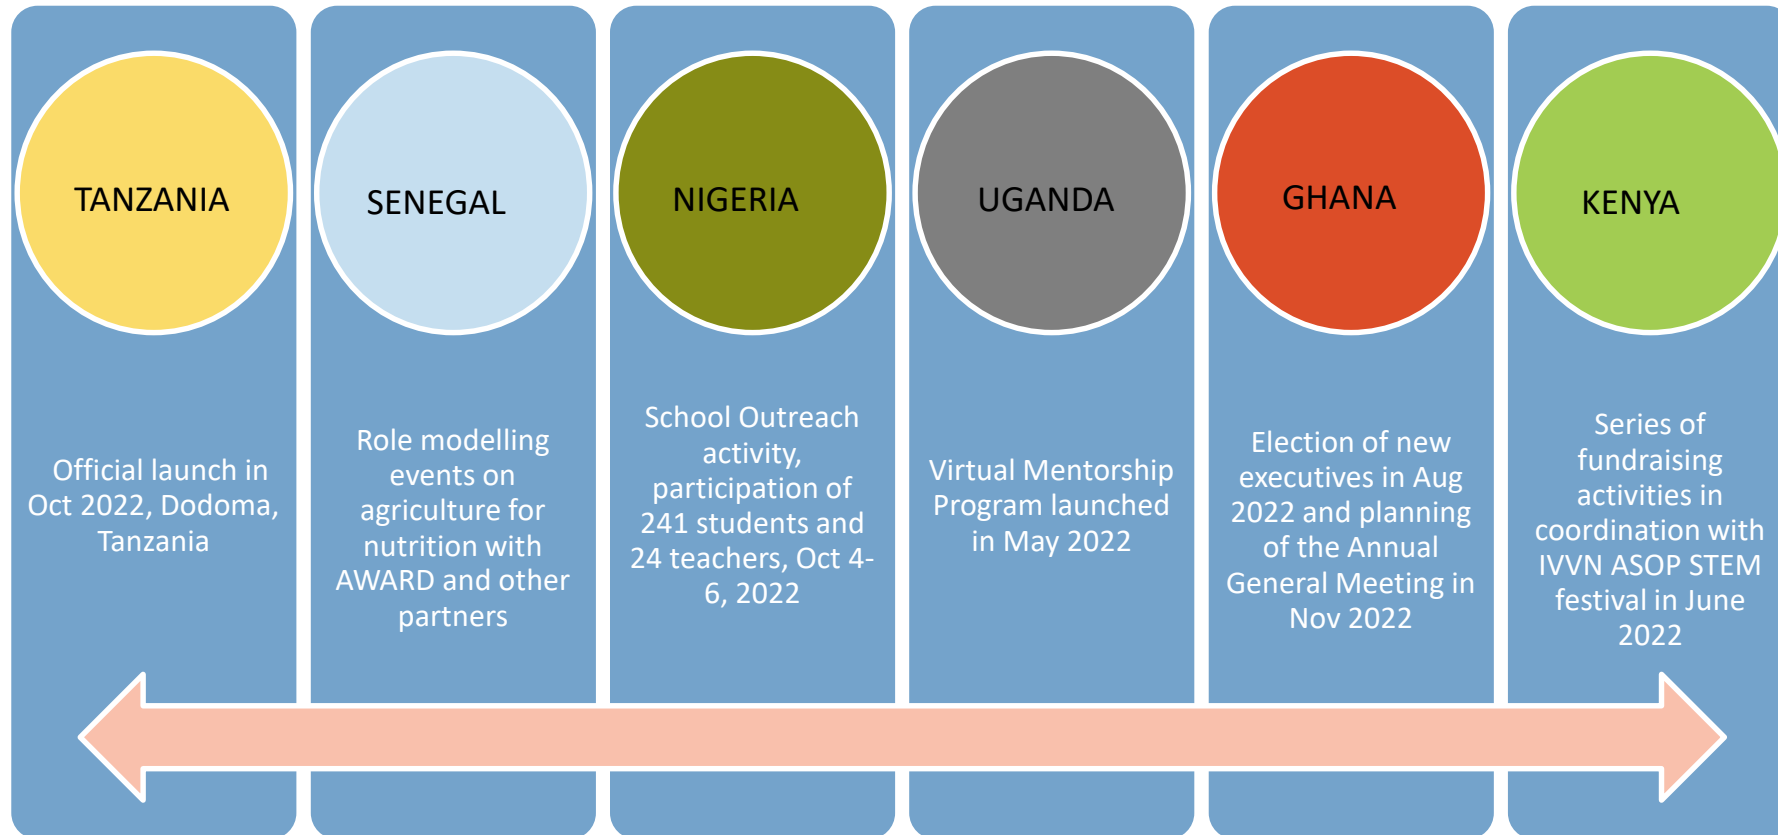 TANZANIA
Official launch in
Oct 2022, Dodoma,
Tanzania
SENEGAL
Role modelling
events on
agriculture for
nutrition with
AWARD and other
partners
NIGERIA
School Outreach
activity,
participation of
241 students and
24 teachers, Oct 4-
6, 2022
UGANDA
Virtual Mentorship
Program launched
in May 2022
GHANA
Election of new
executives in Aug
2022 and planning
of the Annual
General Meeting in
Nov 2022
KENYA
Series of
fundraising
activities in
coordination with
IVVN ASOP STEM
festival in June
2022